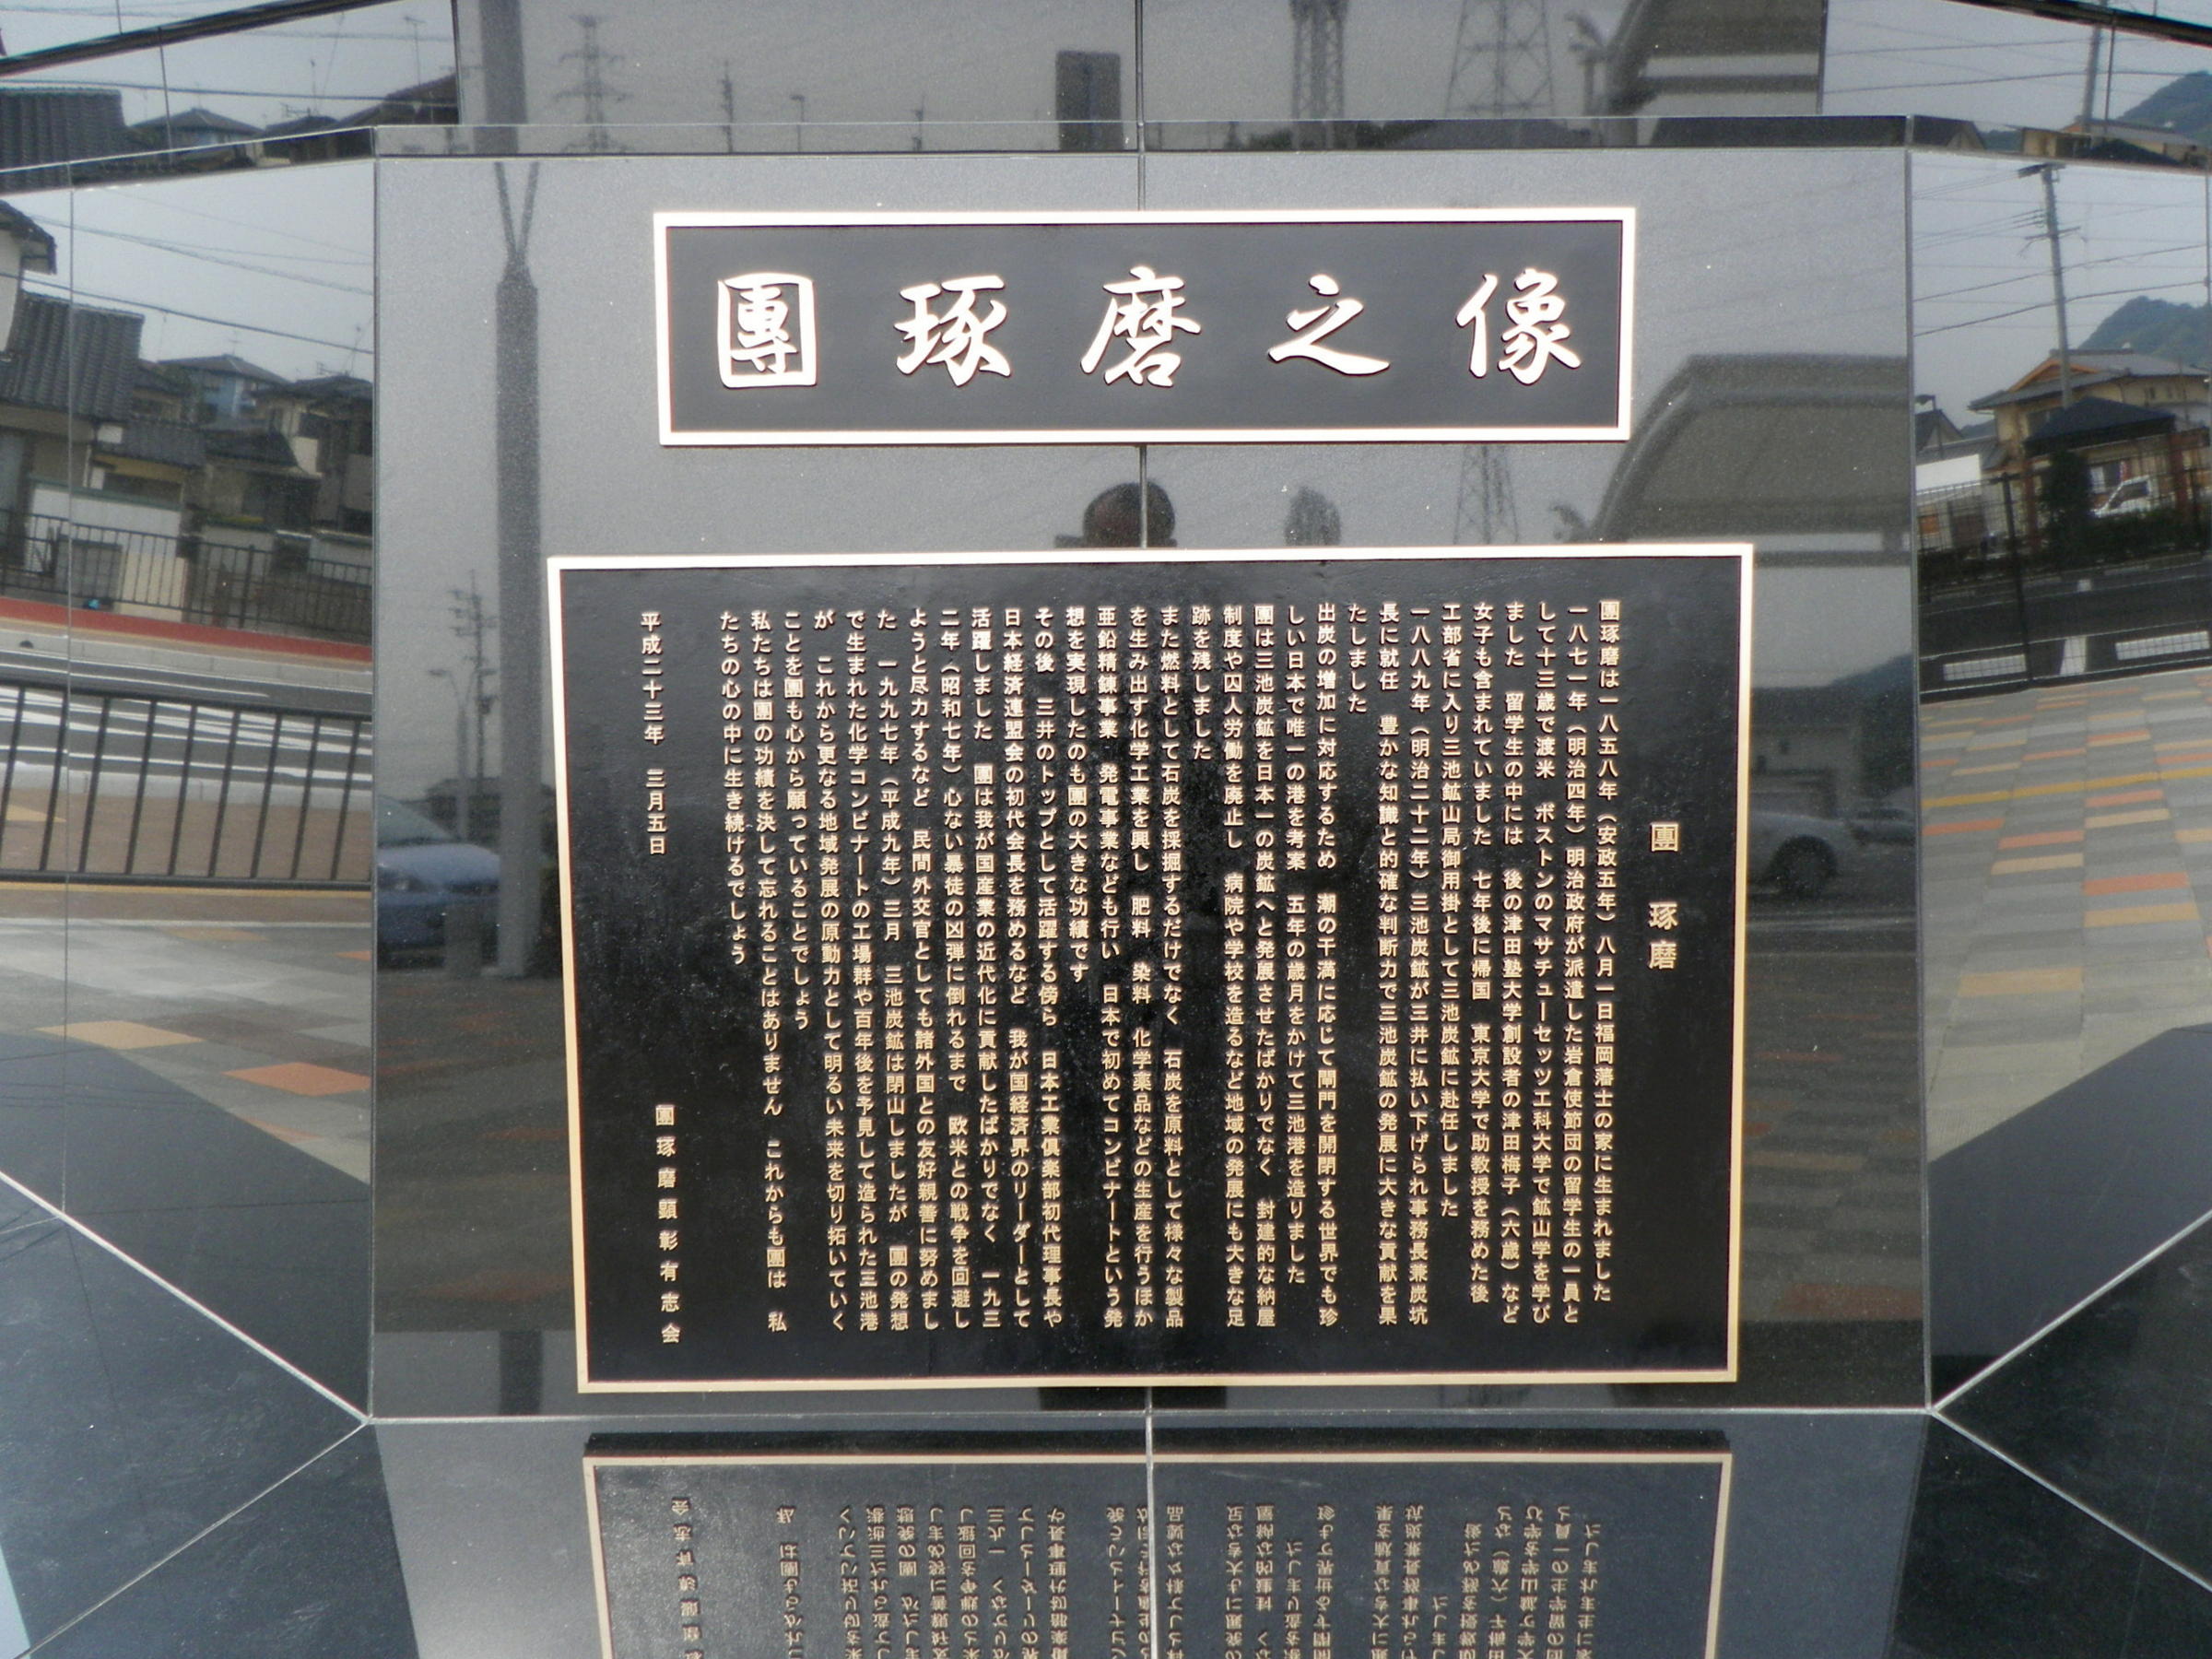 團琢磨之像
團 琢磨
團琢磨は一八五八年（安政五年）八月一日福岡藩士の家に生まれました
一八七一年（明治四年）明治政府が派遣した岩倉使節団の留学生の一員と
して十三歳で渡米　ボストンのマサチューセッツ工科大学で鉱山学を学び
ました　留学生の中には　後の津田塾大学創設者の津田梅子（六歳）など
女子も含まれていました　七年後に帰国　東京大学で助教授を務めた後
工部省に入り三池鉱山局御用掛として三池炭鉱に赴任しました
一八八九年（明治二十二年）三池炭鉱が三井に払い下げられ事務長兼炭坑
長に就任　豊かな知識と的確な判断力で三池炭鉱の発展に大きな貢献を果
たしました
出炭の増加に対応するため　潮の干満に応じて閘門を開閉する世界でも珍
しい日本で唯一の港を考案　五年の歳月をかけて三池港を造りました
團は三池炭鉱を日本一の炭鉱へと発展させたばかりでなく　封建的な納屋
制度や囚人労働を廃止し　病院や学校を造るなど地域の発展にも大きな足
跡を残しました
また燃料として石炭を採掘するだけでなく　石炭を原料として様々な製品
を生み出す化学工業を興し　肥料　染料　化学薬品などの生産を行うほか
亜鉛精錬事業　発電事業なども行い　日本で初めてコンビナートという発
想を実現したのも團の大きな功績です
その後　三井のトップとして活躍する傍ら　日本工業倶楽部初代理事長や
日本経済連盟会の初代会長を務めるなど　我が国経済界のリーダーとして
活躍しました　團は我が国産業の近代化に貢献したばかりでなく　一九三
二年（昭和七年）心ない暴徒の凶弾に倒れるまで　欧米との戦争を回避し
ようと尽力するなど　民間外交官としても諸外国との友好親善に努めまし
た　一九九七年（平成九年）三月　三池炭鉱は閉山しましたが　團の発想
で生まれた化学コンビナートの工場群や百年後を予見して造られた三池港
が　これから更なる地域発展の原動力として明るい未来を切り拓いていく
ことを團も心から願っていることでしょう
私たちは團の功績を決して忘れることはありません　これからも團は　私
たちの心の中に生き続けるでしょう
平成二十三年　三月五日
團琢磨顕彰有志会